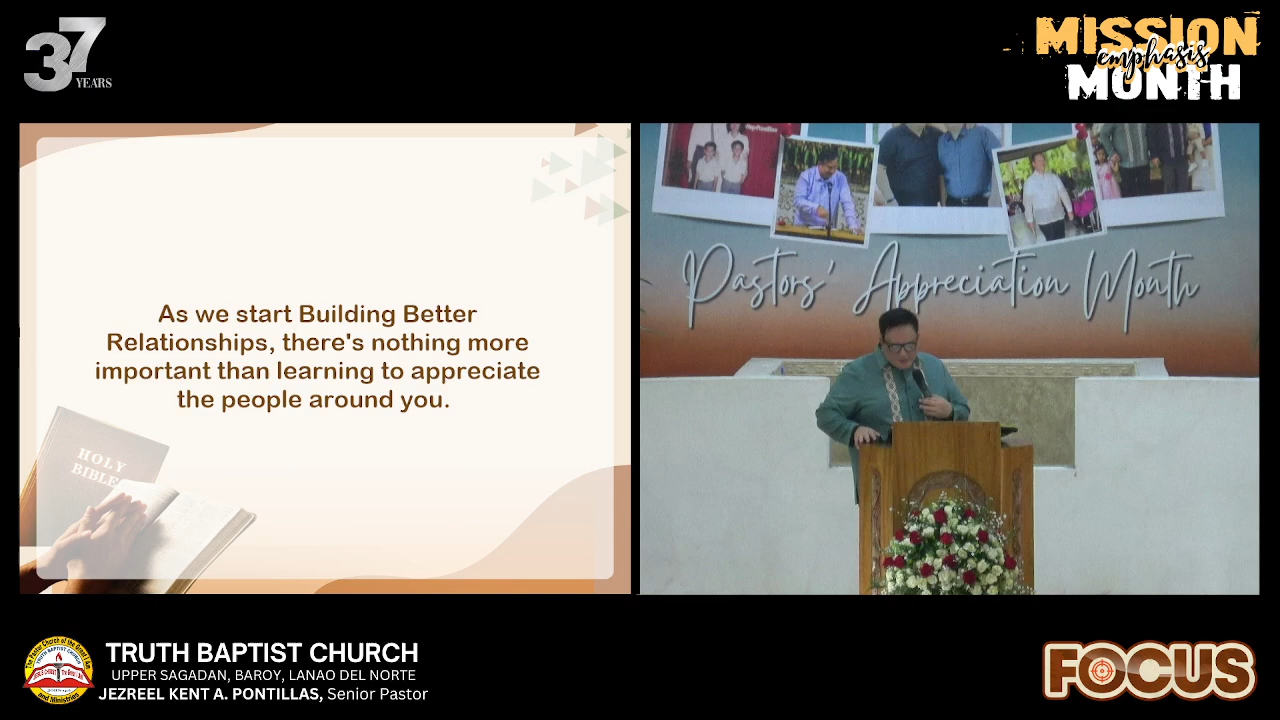 37
YEARS
MISSION
emphasis
MONTH
As we start Building Better
Relationships, there's nothing more
important than learning to appreciate
the people around you.
HOLY
BIBLE
Pastors' Appreciation Month
TRUTH BAPTIST CHURCH
UPPER SAGADAN, BAROY, LANAO DEL NORTE
JEZREEL KENT A. PONTILLAS, Senior Pastor
FOCUS